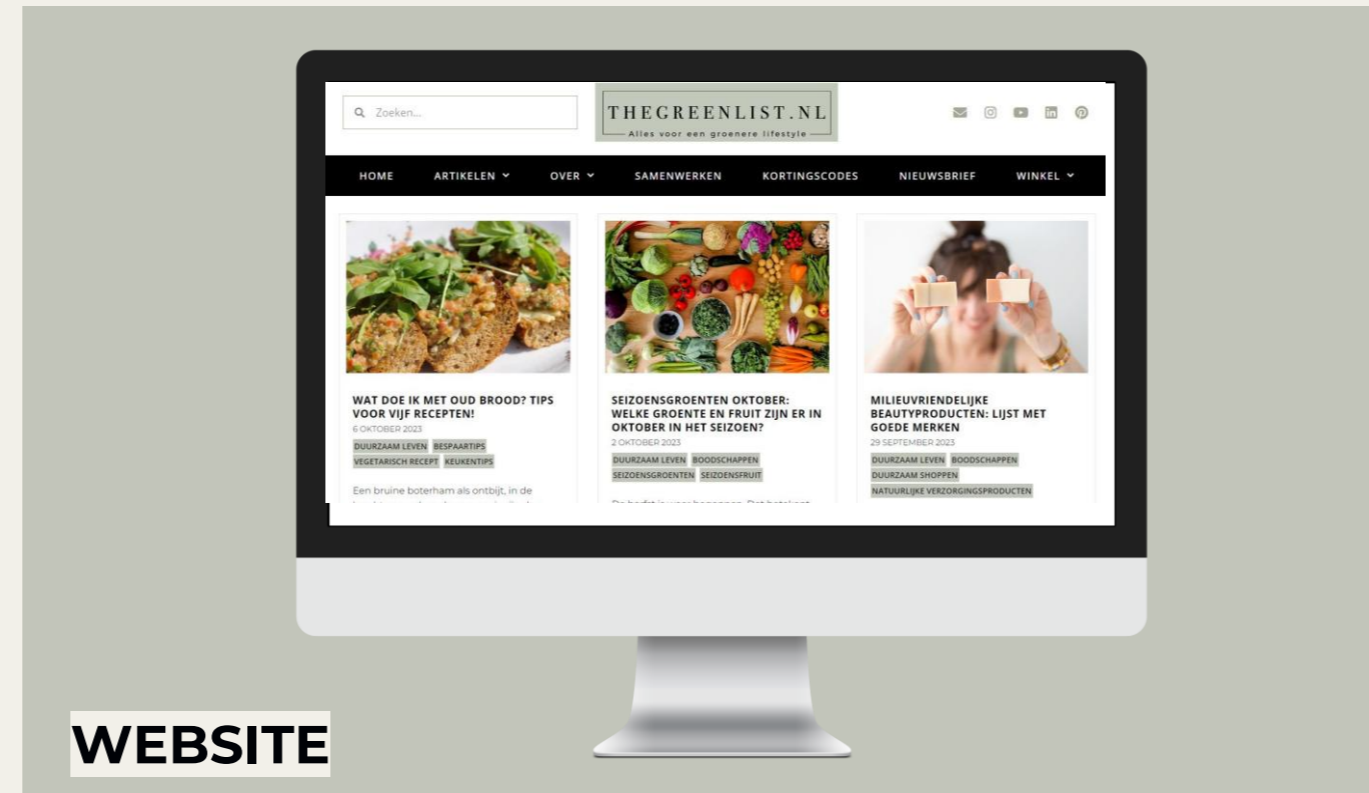 Zoeken...
THEGREENLIST.NL
Alles voor een groenere lifestyle
HOME ARTIKELEN OVER SAMENWERKEN KORTINGSCODES NIEUWSBRIEF WINKEL
WAT DOE IK MET OUD BROOD? TIPS
VOOR VIJF RECEPTEN!
6 OKTOBER 2023
DUURZAAM LEVEN BESPAARTIPS
VEGETARISCH RECEPT KEUKENTIPS
Een bruine boterham als ontbijt, in de
SEIZOENSGROENTEN OKTOBER:
WELKE GROENTE EN FRUIT ZIJN ER IN
OKTOBER IN HET SEIZOEN?
2 OKTOBER 2023
DUURZAAM LEVEN BOODSCHAPPEN
SEIZOENSGROENTEN SEIZOENSFRUIT
MILIEUVRIENDELIJKE
BEAUTYPRODUCTEN: LIJST MET
GOEDE MERKEN
29 SEPTEMBER 2023
DUURZAAM LEVEN BOODSCHAPPEN
DUURZAAM SHOPPEN
NATUURLIJKE VERZORGINGSPRODUCTEN
WEBSITE